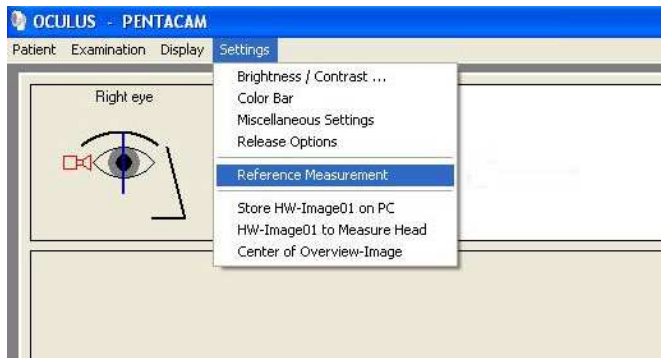 OCULUS - PENTACAM
Patient Examination Display Settings
Right eye
Brightness / Contrast ...
Color Bar
Miscellaneous Settings
Release Options
Reference Measurement
Store HW-Image01 on PC
HW-Image01 to Measure Head
Center of Overview-Image